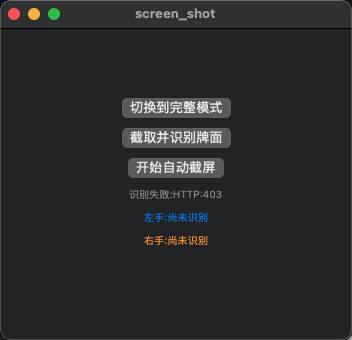 screen_shot
切换到完整模式
截取并识别牌面
开始自动截屏
识别失败:HTTP:403
左手:尚未识别
右手:尚未识别